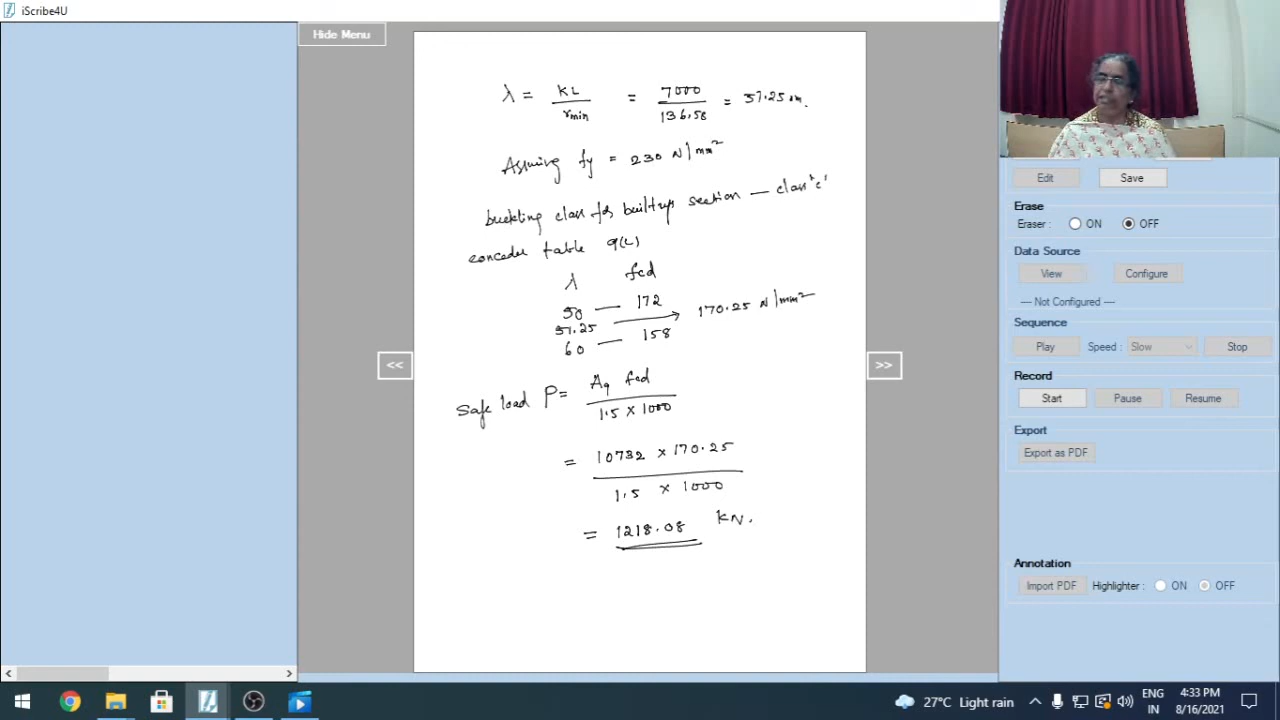 iScribe4U
Hide Menu
λ = KL / rmin = 7000 / 136.58 = 51.25 mm.
Assuming fy = 230 N/mm²
buckling class for builtup section — class 'c'
consider table 9(c)
λ fcd
50 — 172
51.25 → 170.25 N/mm²
60 — 158
Safe load P = Ag fcd / 1.5 × 1000
= 10732 × 170.25 / 1.5 × 1000
= 1218.08 kN.
<<
>>
Edit Save
Erase
Eraser : ON OFF
Data Source
View Configure
--- Not Configured ---
Sequence
Play Speed : Slow Stop
Record
Start Pause Resume
Export
Export as PDF
Annotation
Import PDF Highlighter : ON OFF
27°C Light rain
ENG
IN
4:33 PM
8/16/2021